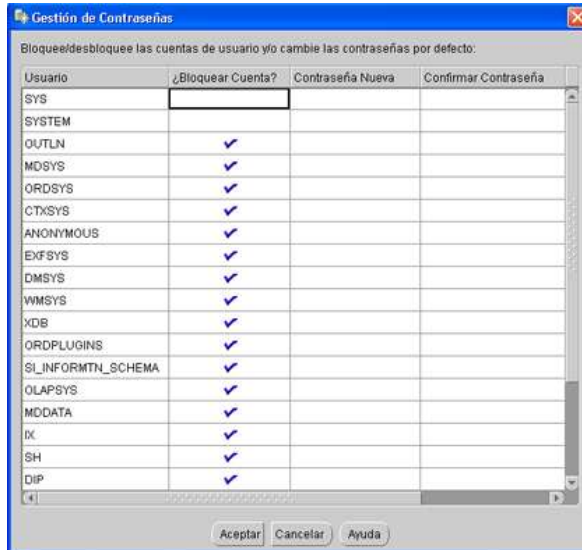 Gestión de Contraseñas
Bloquee/desbloquee las cuentas de usuario y/o cambie las contraseñas por defecto:
Usuario ¿Bloquear Cuenta? Contraseña Nueva Confirmar Contraseña
SYS
SYSTEM
OUTLN
MDSYS
ORDSYS
CTXSYS
ANONYMOUS
EXFSYS
DMSYS
WMSYS
XDB
ORDPLUGINS
SI_INFORMTN_SCHEMA
OLAPSYS
MDDATA
IX
SH
DIP
Aceptar Cancelar Ayuda